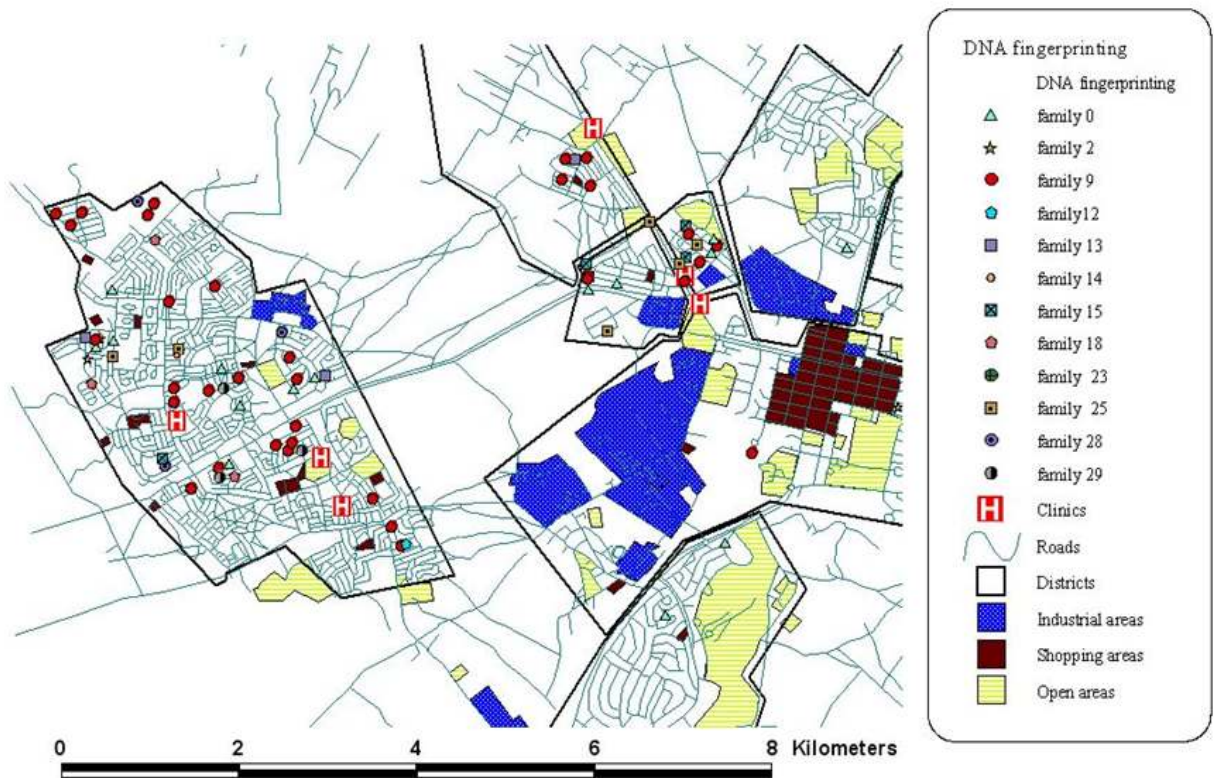 DNA fingerprinting
DNA fingerprinting
family 0
family 2
family 9
family12
family 13
family 14
family 15
family 18
family 23
family 25
family 28
family 29
H Clinics
Roads
Districts
Industrial areas
Shopping areas
Open areas
H
H
H
H
H
H
0 2 4 6 8 Kilometers